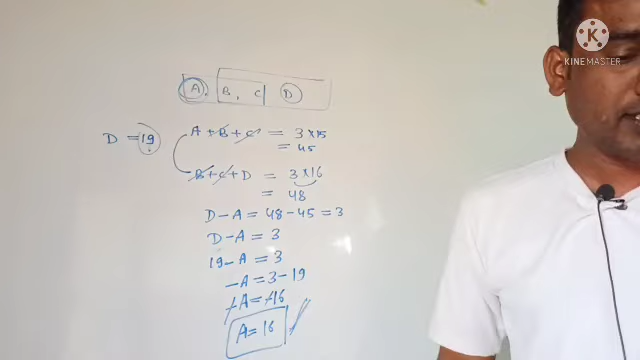 KINEMASTER
A, B, C, D
D = 19
A + B + C = 3 × 15
= 45
B + C + D = 3 × 16
= 48
D - A = 48 - 45 = 3
D - A = 3
19 - A = 3
-A = 3 - 19
-A = -16
A = 16